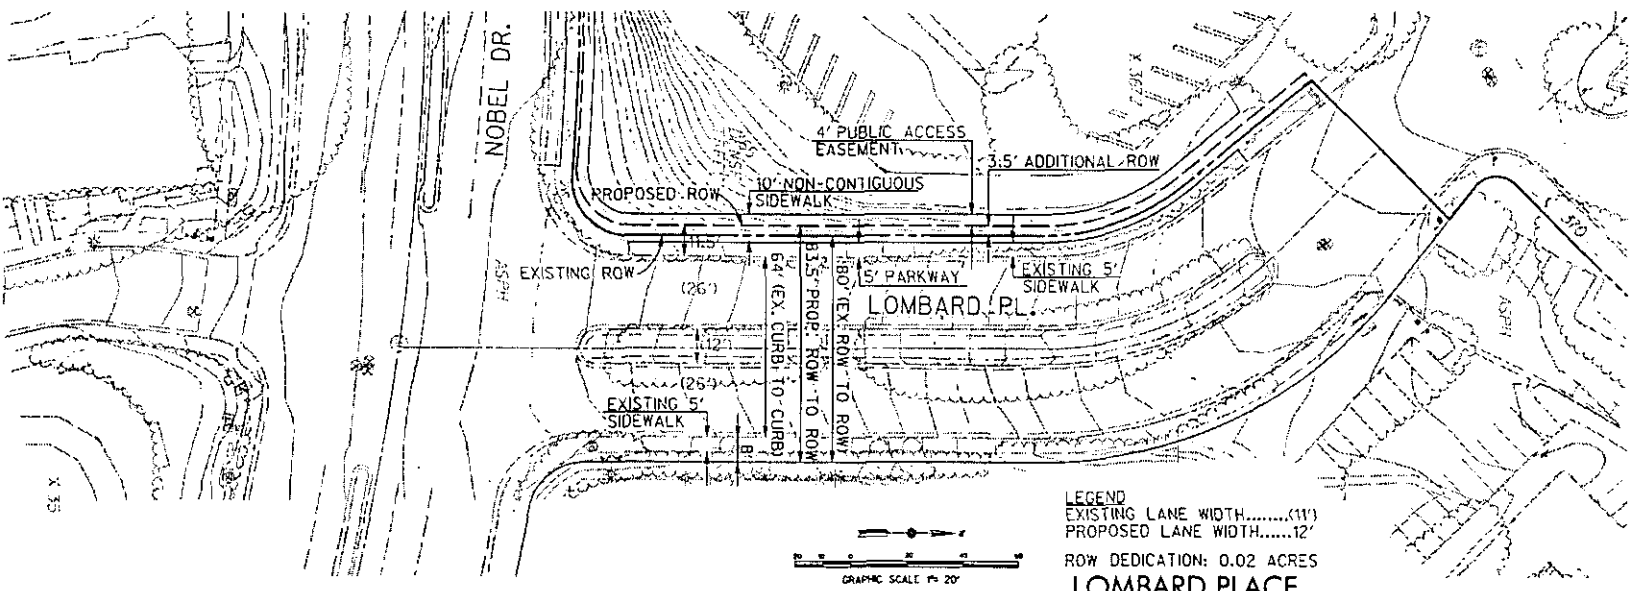 NOBEL DR.
4' PUBLIC ACCESS
EASEMENT
3.5' ADDITIONAL ROW
10' NON-CONTIGUOUS
SIDEWALK
PROPOSED ROW
EXISTING ROW
11.5'
5' PARKWAY
EXISTING 5'
SIDEWALK
(26')
LOMBARD PL.
64' (EX. CURB TO CURB)
83.5' PROP. ROW TO ROW
80' (EX. ROW TO ROW)
12'
(26')
EXISTING 5'
SIDEWALK
8'
ASPH
ASPH
370
X 35
LEGEND
EXISTING LANE WIDTH........(11')
PROPOSED LANE WIDTH......12'
ROW DEDICATION: 0.02 ACRES
LOMBARD PLACE
GRAPHIC SCALE 1"= 20'